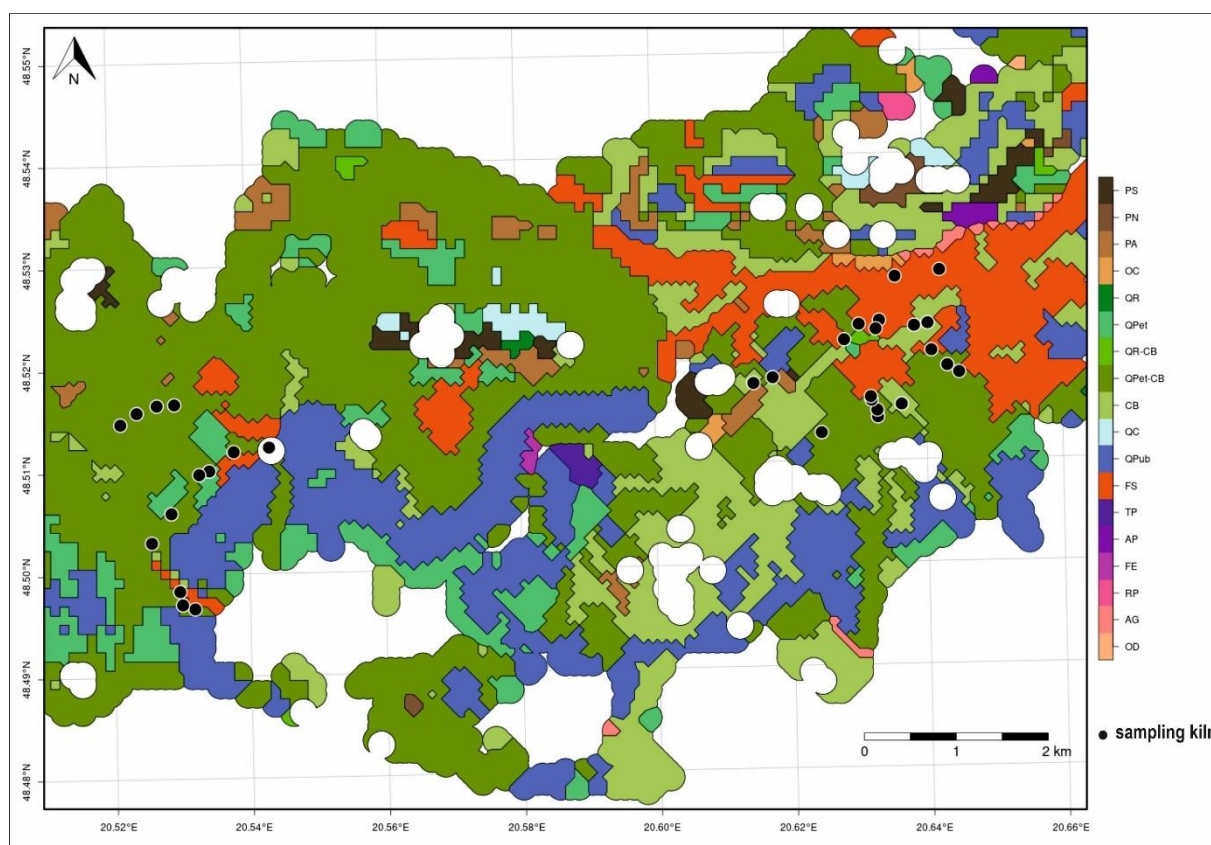 N
48.55°N
48.54°N
48.53°N
48.52°N
48.51°N
48.50°N
48.49°N
48.48°N
20.52°E
20.54°E
20.56°E
20.58°E
20.60°E
20.62°E
20.64°E
20.66°E
PS
PN
PA
OC
QR
QPet
QR-CB
QPet-CB
CB
QC
QPub
FS
TP
AP
FE
RP
AG
OD
sampling kiln
0 1 2 km